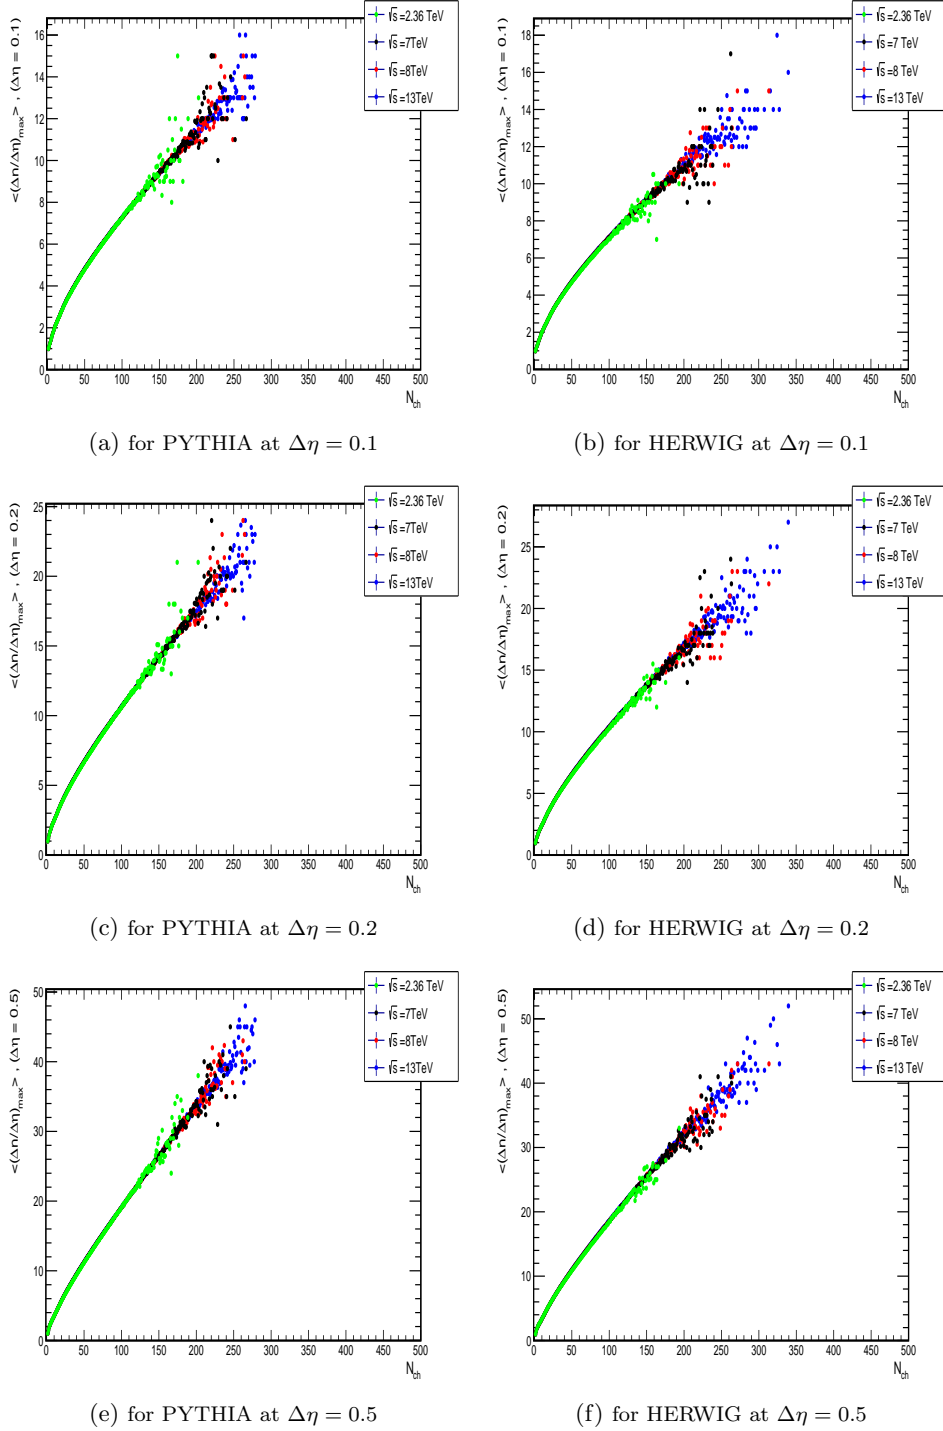 <(Δn/Δη)max> , (Δη = 0.1)
16
14
12
10
8
6
4
2
0
0 50 100 150 200 250 300 350 400 450 500
Nch
√s=2.36 TeV
√s=7TeV
√s=8TeV
√s=13TeV
(a) for PYTHIA at Δη = 0.1
<(Δn/Δη)max> , (Δη = 0.1)
18
16
14
12
10
8
6
4
2
0
0 50 100 150 200 250 300 350 400 450 500
Nch
√s=2.36 TeV
√s=7 TeV
√s=8 TeV
√s=13 TeV
(b) for HERWIG at Δη = 0.1
<(Δn/Δη)max> , (Δη = 0.2)
25
20
15
10
5
0
0 50 100 150 200 250 300 350 400 450 500
Nch
√s=2.36 TeV
√s=7TeV
√s=8TeV
√s=13TeV
(c) for PYTHIA at Δη = 0.2
<(Δn/Δη)max> , (Δη = 0.2)
25
20
15
10
5
0
0 50 100 150 200 250 300 350 400 450 500
Nch
√s=2.36 TeV
√s=7 TeV
√s=8 TeV
√s=13 TeV
(d) for HERWIG at Δη = 0.2
<(Δn/Δη)max> , (Δη = 0.5)
50
40
30
20
10
0
0 50 100 150 200 250 300 350 400 450 500
Nch
√s=2.36 TeV
√s=7TeV
√s=8TeV
√s=13TeV
(e) for PYTHIA at Δη = 0.5
<(Δn/Δη)max> , (Δη = 0.5)
50
40
30
20
10
0
0 50 100 150 200 250 300 350 400 450 500
Nch
√s=2.36 TeV
√s=7 TeV
√s=8 TeV
√s=13 TeV
(f) for HERWIG at Δη = 0.5